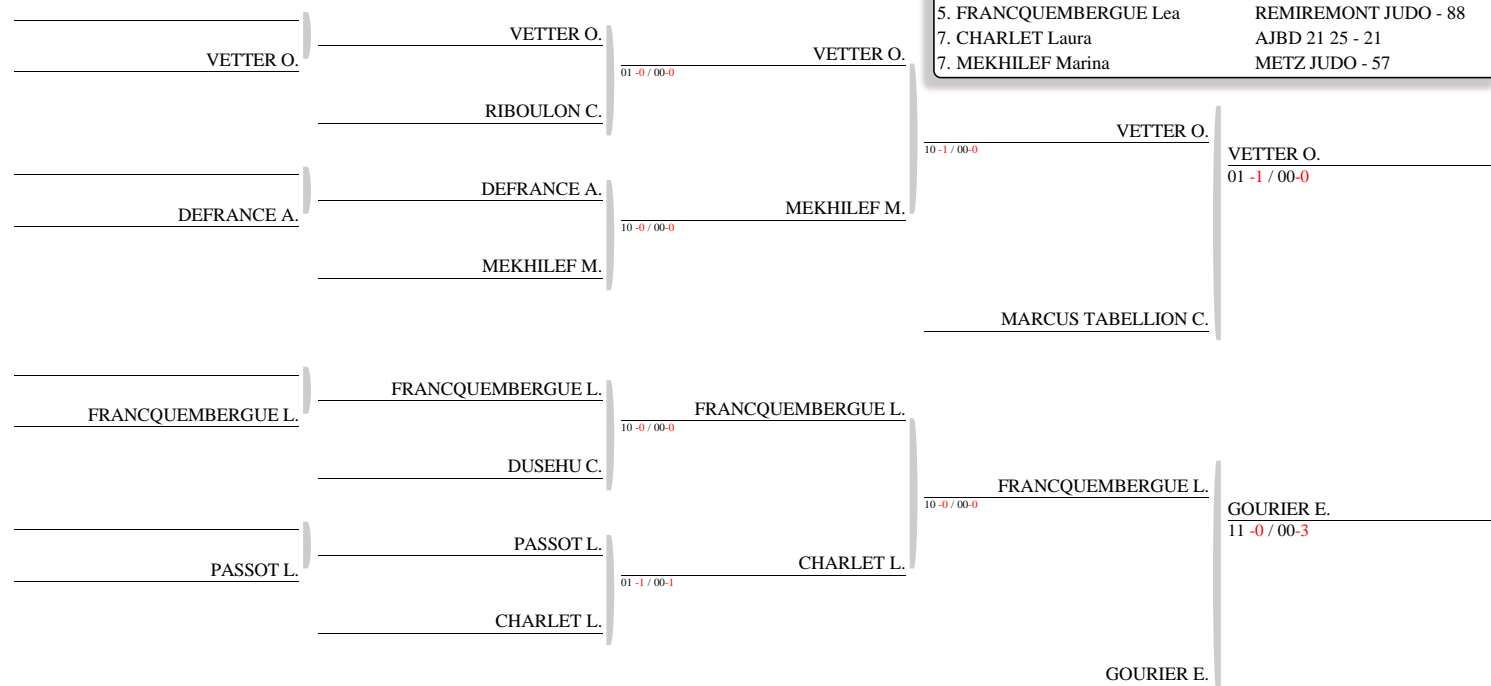 5. FRANCQUEMBERGUE Lea REMIREMONT JUDO - 88
7. CHARLET Laura AJBD 21 25 - 21
7. MEKHILEF Marina METZ JUDO - 57
VETTER O.
VETTER O.
VETTER O.
01 -0 / 00-0
RIBOULON C.
VETTER O.
10 -1 / 00-0
VETTER O.
01 -1 / 00-0
DEFRANCE A.
DEFRANCE A.
MEKHILEF M.
10 -0 / 00-0
MEKHILEF M.
MARCUS TABELLION C.
FRANCQUEMBERGUE L.
FRANCQUEMBERGUE L.
FRANCQUEMBERGUE L.
10 -0 / 00-0
DUSEHU C.
FRANCQUEMBERGUE L.
10 -0 / 00-0
GOURIER E.
11 -0 / 00-3
PASSOT L.
PASSOT L.
CHARLET L.
01 -1 / 00-1
CHARLET L.
GOURIER E.